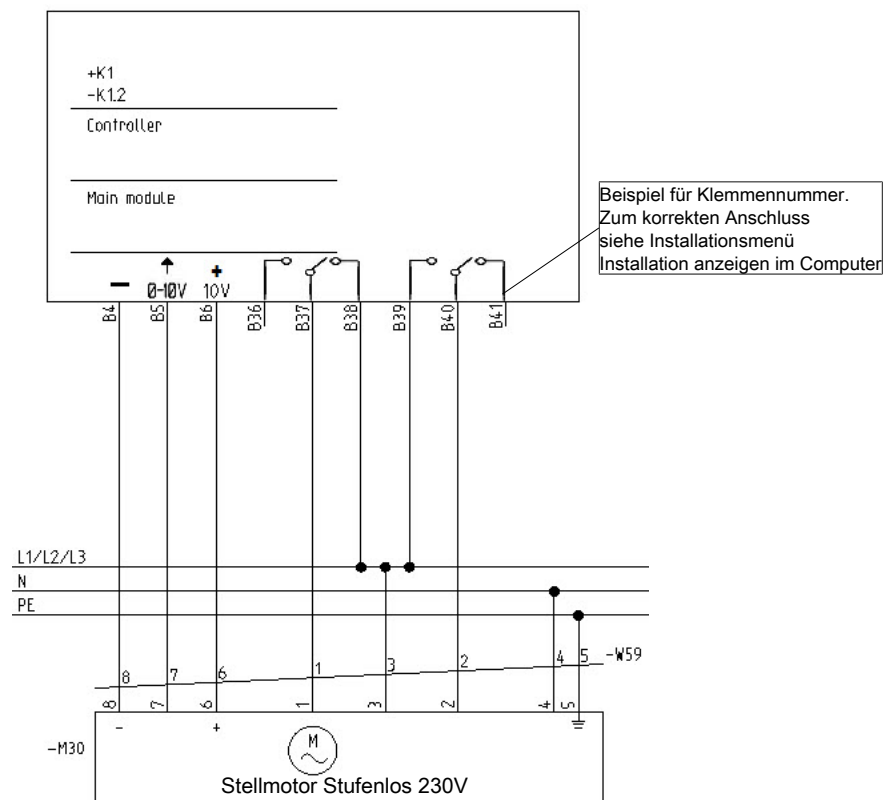 +K1
-K1.2
Controller
Main module
Beispiel für Klemmennummer.
Zum korrekten Anschluss
siehe Installationsmenü
Installation anzeigen im Computer
0-10V
+
10V
B4
B5
B6
B36
B37
B38
B39
B40
B41
L1/L2/L3
N
PE
8 7 6 1 3 2 4 5 -W59
8 7 6 1 3 2 4 5
- +
-M30
M
Stellmotor Stufenlos 230V